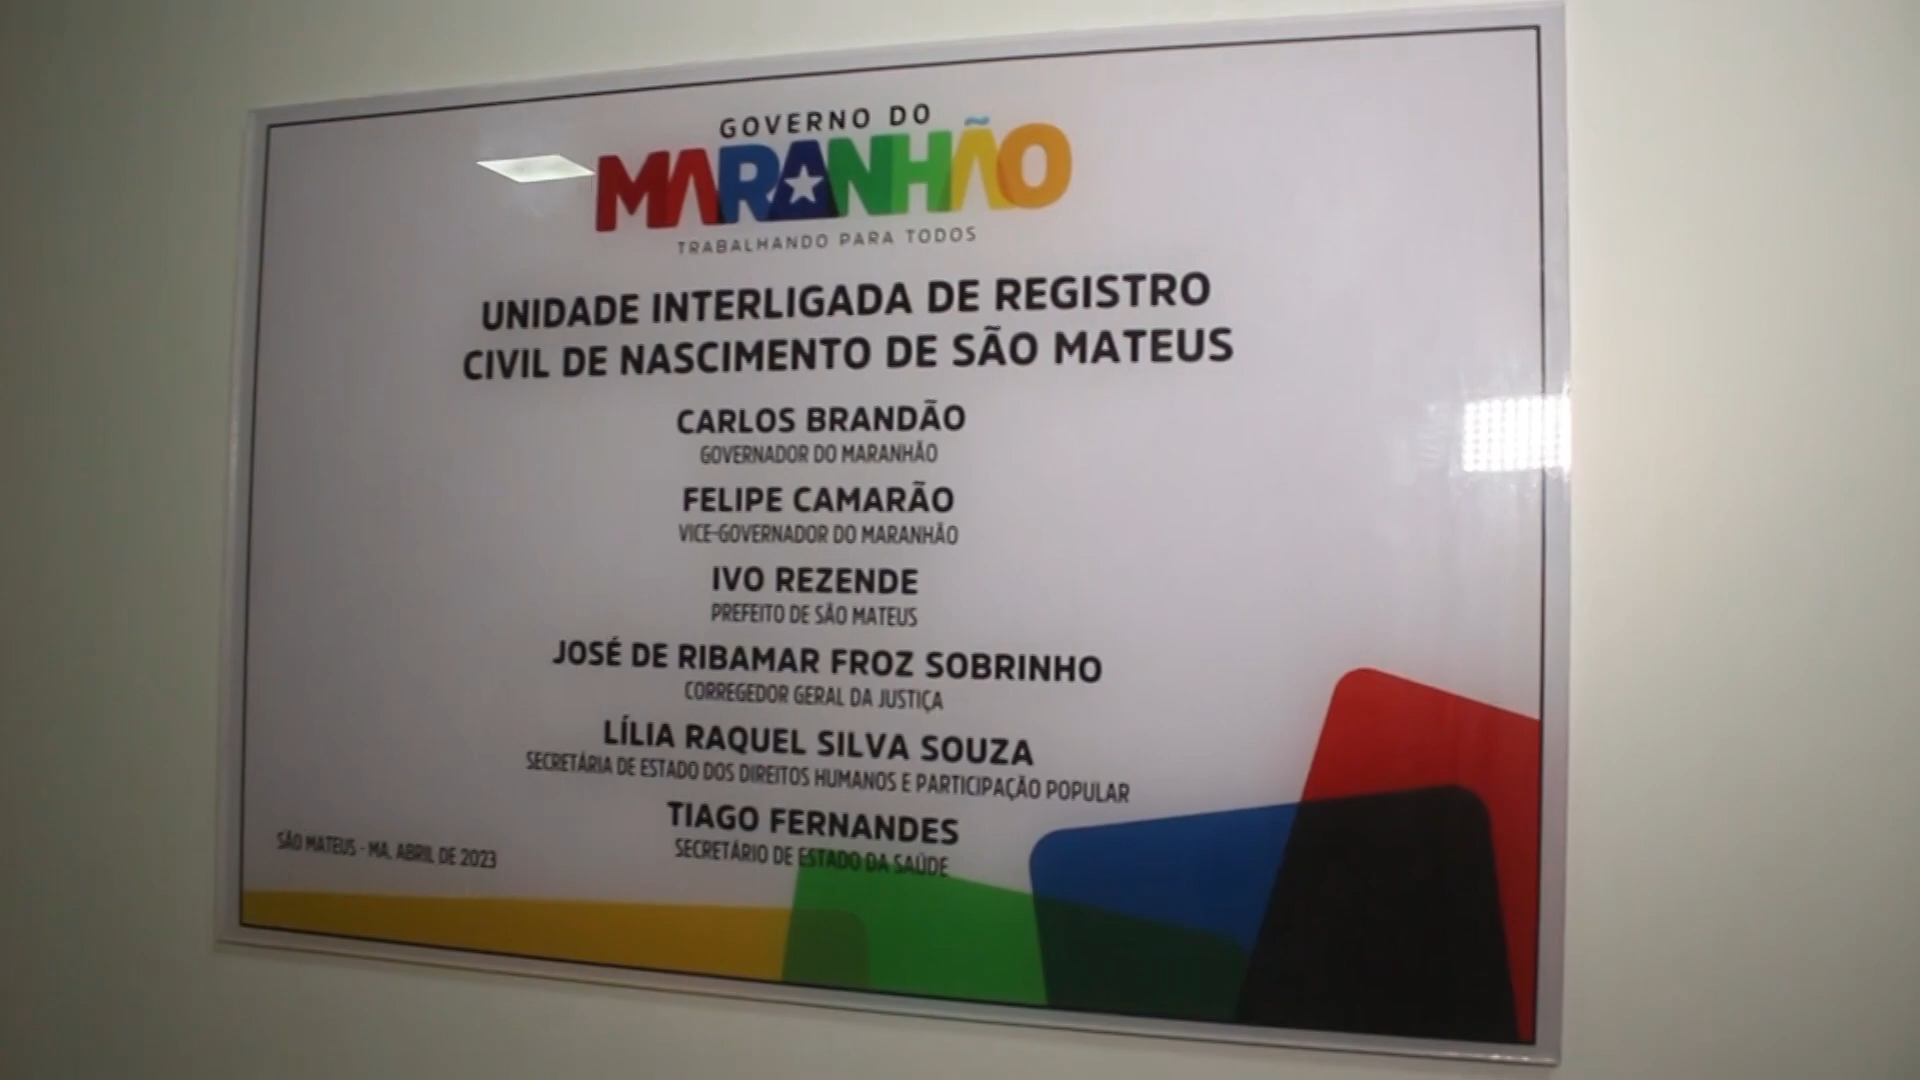 GOVERNO DO
MARANHÃO
TRABALHANDO PARA TODOS
UNIDADE INTERLIGADA DE REGISTRO
CIVIL DE NASCIMENTO DE SÃO MATEUS
CARLOS BRANDÃO
GOVERNADOR DO MARANHÃO
FELIPE CAMARÃO
VICE-GOVERNADOR DO MARANHÃO
IVO REZENDE
PREFEITO DE SÃO MATEUS
JOSÉ DE RIBAMAR FROZ SOBRINHO
CORREGEDOR GERAL DA JUSTIÇA
LÍLIA RAQUEL SILVA SOUZA
SECRETÁRIA DE ESTADO DOS DIREITOS HUMANOS E PARTICIPAÇÃO POPULAR
TIAGO FERNANDES
SECRETÁRIO DE ESTADO DA SAÚDE
SÃO MATEUS - MA, ABRIL DE 2023